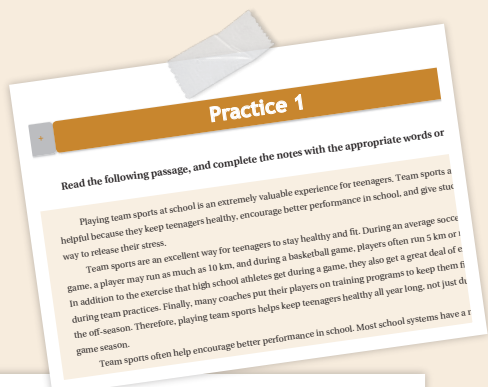 Practice 1
Read the following passage, and complete the notes with the appropriate words or
Playing team sports at school is an extremely valuable experience for teenagers. Team sports a
helpful because they keep teenagers healthy, encourage better performance in school, and give stud
way to release their stress.
Team sports are an excellent way for teenagers to stay healthy and fit. During an average socce
game, a player may run as much as 10 km, and during a basketball game, players often run 5 km or
In addition to the exercise that high school athletes get during a game, they also get a great deal of e
during team practices. Finally, many coaches put their players on training programs to keep them fi
the off-season. Therefore, playing team sports helps keep teenagers healthy all year long, not just du
game season.
Team sports often help encourage better performance in school. Most school systems have a r